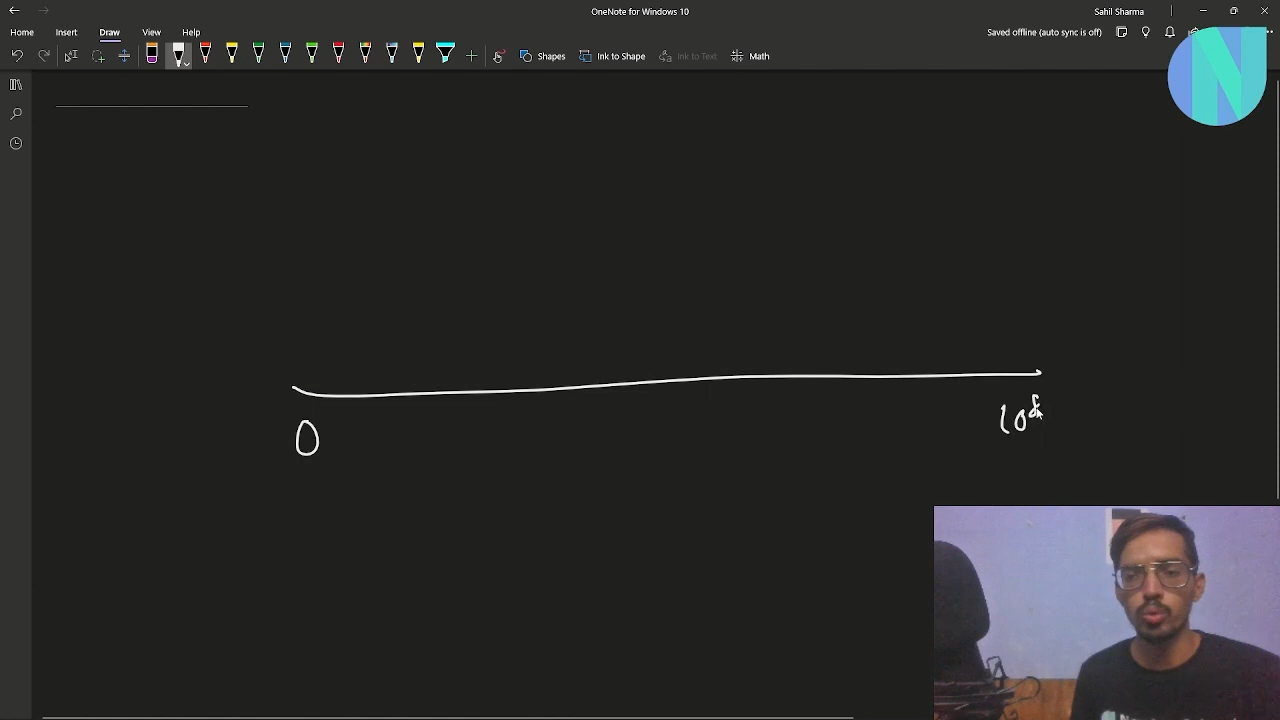 OneNote for Windows 10
Sahil Sharma
Home Insert Draw View Help
Saved offline (auto sync is off)
Shapes Ink to Shape Ink to Text Math
0
10⁸
N